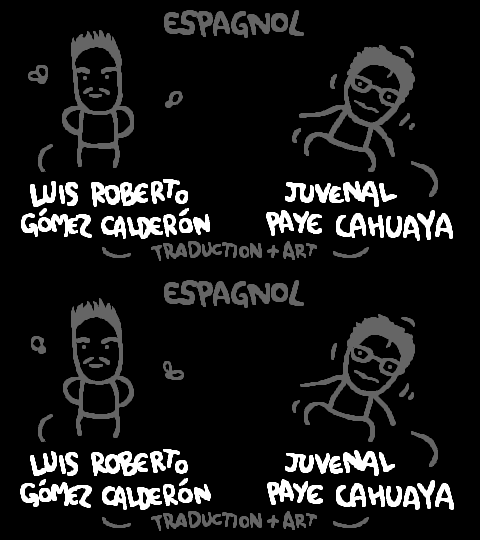 ESPAGNOL
LUIS ROBERTO
GÓMEZ CALDERÓN
JUVENAL
PAYE CAHUAYA
TRADUCTION + ART
ESPAGNOL
LUIS ROBERTO
GÓMEZ CALDERÓN
JUVENAL
PAYE CAHUAYA
TRADUCTION + ART